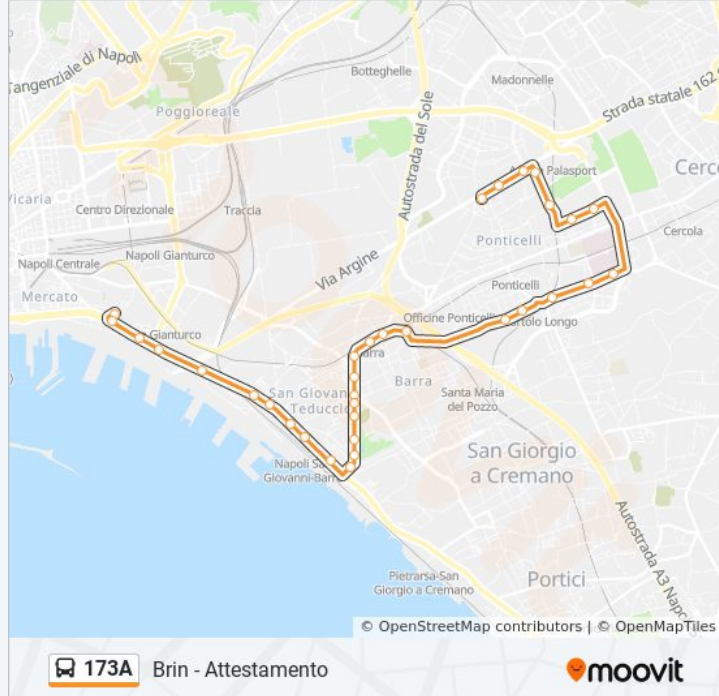 Tangenziale di Napoli
Botteghelle
Madonnelle
Poggioreale
Autostrada del Sole
Strada statale 162
Palasport
Cerco
Vicaria
Centro Direzionale
Traccia
Ponticelli
Cercola
Napoli Centrale
Napoli Gianturco
Via Argine
Ponticelli
Mercato
Gianturco
Officine Ponticelli
Bartolo Longo
Barra
Barra
San Giovanni
Teduccio
Santa Maria
del Pozzo
San Giorgio
a Cremano
Napoli San
Giovanni-Barra
Autostrada A3 Napo
Pietrarsa-San
Giorgio a Cremano
Portici
© OpenStreetMap contributors | © OpenMapTiles
173A Brin - Attestamento
moovit